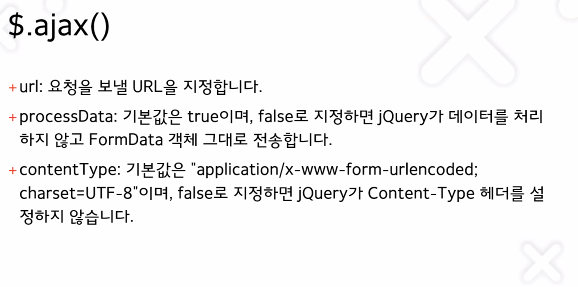 $.ajax()
+url: 요청을 보낼 URL을 지정합니다.
+processData: 기본값은 true이며, false로 지정하면 jQuery가 데이터를 처리
하지 않고 FormData 객체 그대로 전송합니다.
+contentType: 기본값은 "application/x-www-form-urlencoded;
charset=UTF-8"이며, false로 지정하면 jQuery가 Content-Type 헤더를 설
정하지 않습니다.